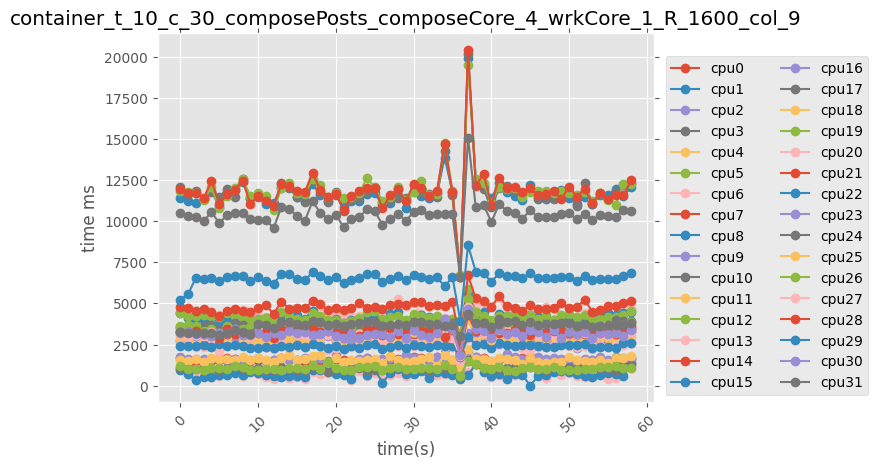 container_t_10_c_30_composePosts_composeCore_4_wrkCore_1_R_1600_col_9
time ms
20000
17500
15000
12500
10000
7500
5000
2500
0
0
10
20
30
40
50
60
time(s)
cpu0
cpu1
cpu2
cpu3
cpu4
cpu5
cpu6
cpu7
cpu8
cpu9
cpu10
cpu11
cpu12
cpu13
cpu14
cpu15
cpu16
cpu17
cpu18
cpu19
cpu20
cpu21
cpu22
cpu23
cpu24
cpu25
cpu26
cpu27
cpu28
cpu29
cpu30
cpu31